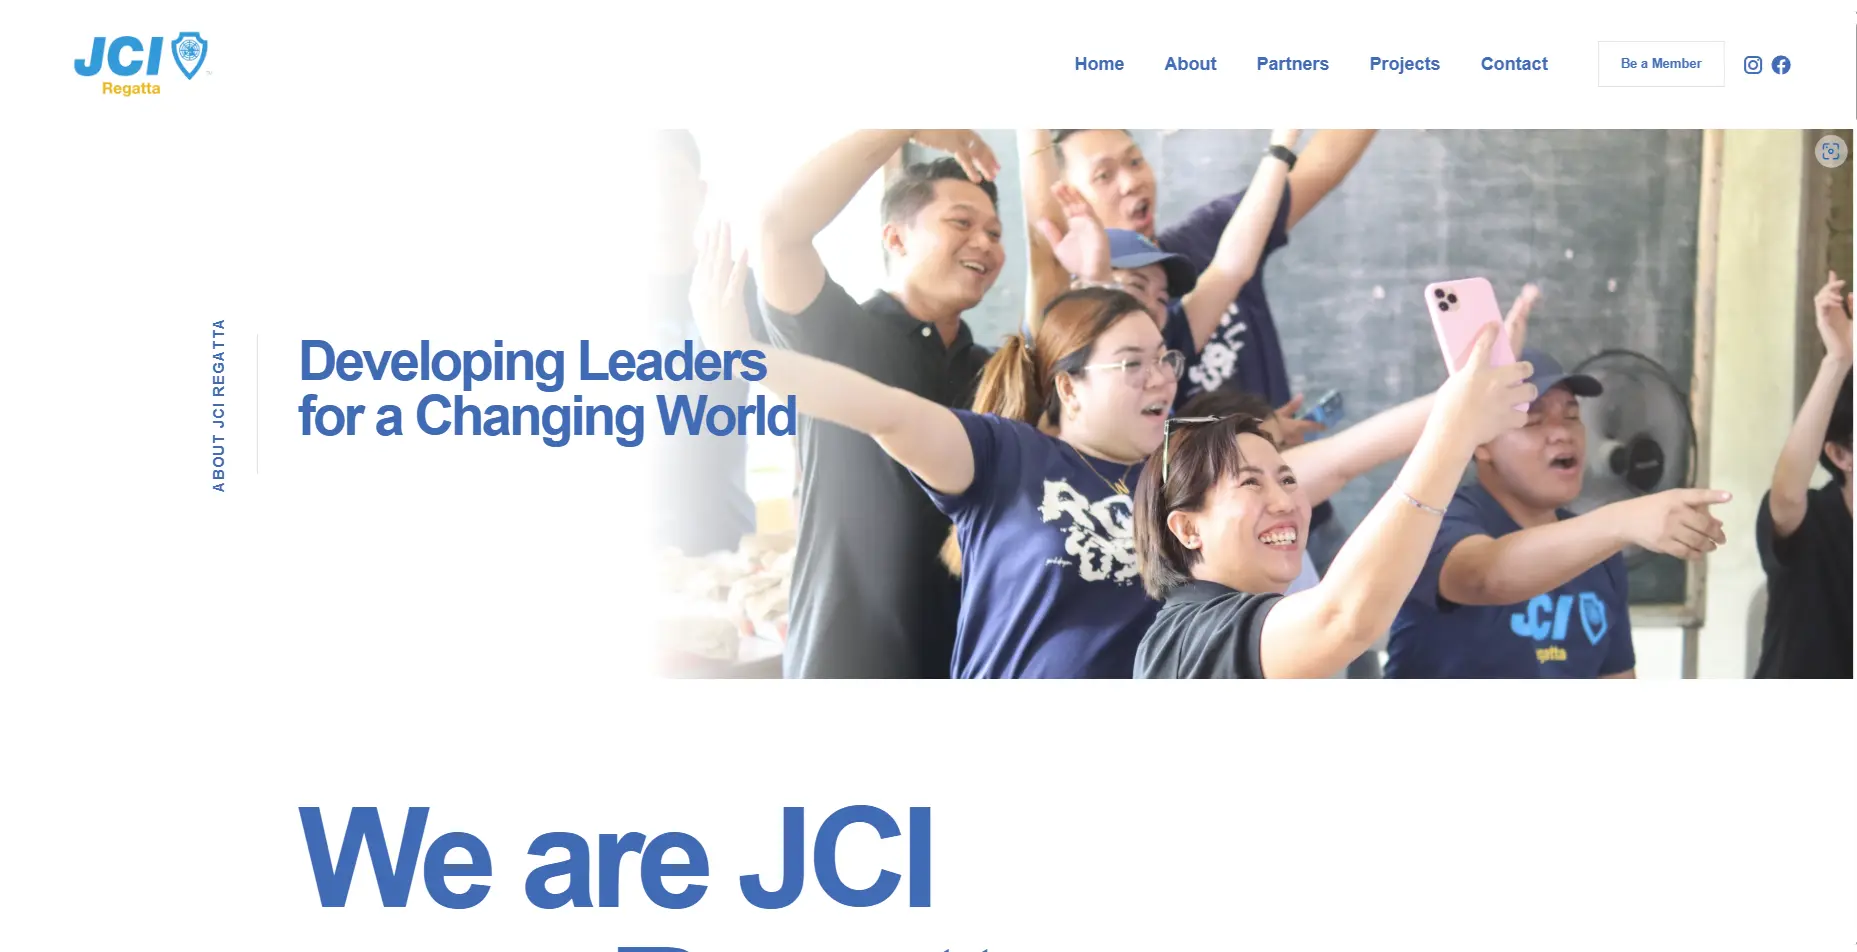 JCI
Regatta
Home
About
Partners
Projects
Contact
Be a Member
ABOUT JCI REGATTA
Developing Leaders
for a Changing World
JCI
We are JCI